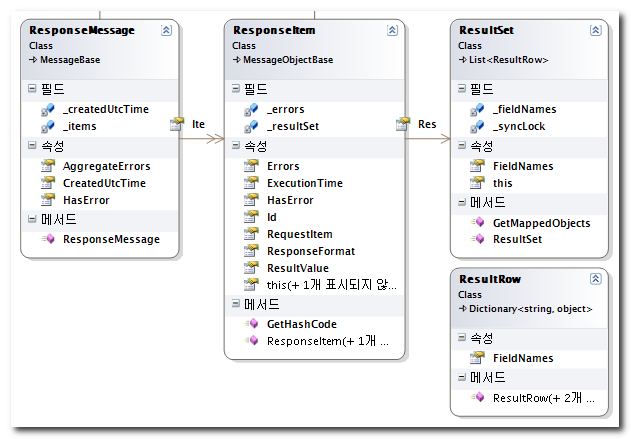 ResponseMessage
Class
MessageBase
필드
_createdUtcTime
_items
속성
AggregateErrors
CreatedUtcTime
HasError
메서드
ResponseMessage
Ite
ResponseItem
Class
MessageObjectBase
필드
_errors
_resultSet
속성
Errors
ExecutionTime
HasError
Id
RequestItem
ResponseFormat
ResultValue
this(+ 1개 표시되지 않...
메서드
GetHashCode
ResponseItem(+ 1개 ...
Res
ResultSet
Class
List<ResultRow>
필드
_fieldNames
_syncLock
속성
FieldNames
this
메서드
GetMappedObjects
ResultSet
ResultRow
Class
Dictionary<string, object>
속성
FieldNames
메서드
ResultRow(+ 2개 ...